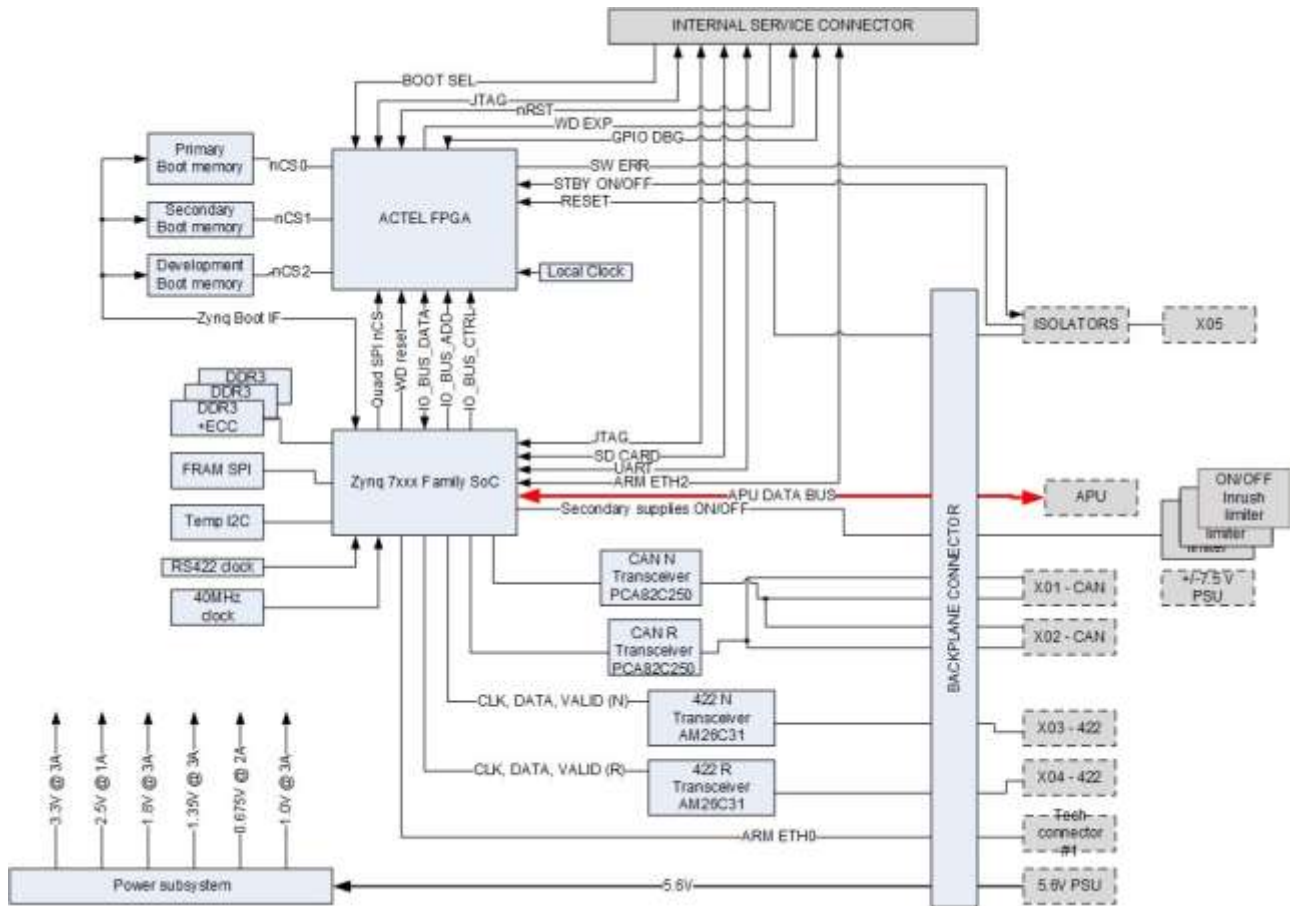 INTERNAL SERVICE CONNECTOR
BOOT SEL
JTAG
nRST
WD EXP
GPIO DBG
Primary
Boot memory
nCS0
SW ERR
STBY ON/OFF
RESET
Secondary
Boot memory
nCS1
ACTEL FPGA
Development
Boot memory
nCS2
Local Clock
Zynq Boot IF
Quad SPI nCS
WD reset
IO_BUS_DATA
IO_BUS_ADD
IO_BUS_CTRL
ISOLATORS
X05
DDR3
DDR3
DDR3
+ECC
FRAM SPI
Temp I2C
RS422 clock
40MHz
clock
Zynq 7xxx Family SoC
JTAG
SD CARD
UART
ARM ETH2
APU DATA BUS
Secondary supplies ON/OFF
BACKPLANE CONNECTOR
APU
ON/OFF
Inrush
limiter
limiter
limiter
+/-7.5 V
PSU
CAN N
Transceiver
PCA82C250
CAN R
Transceiver
PCA82C250
X01 - CAN
X02 - CAN
CLK, DATA, VALID (N)
422 N
Transceiver
AM26C31
X03 - 422
CLK, DATA, VALID (R)
422 R
Transceiver
AM26C31
X04 - 422
ARM ETH0
Tech
connector
#1
3.3V @ 3A
2.5V @ 1A
1.8V @ 3A
1.35V @ 3A
0.675V @ 2A
1.0V @ 3A
Power subsystem
5.6V
5.6V PSU